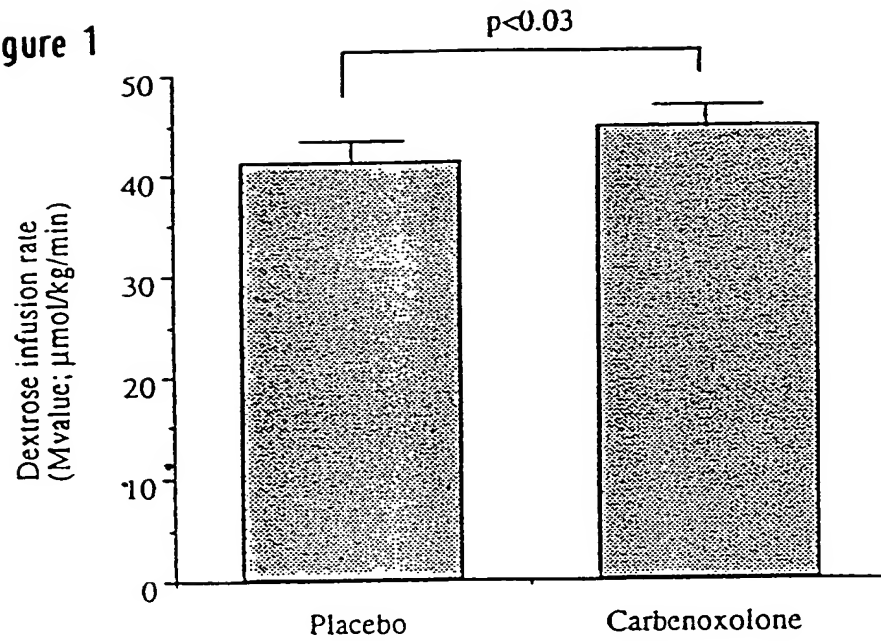 gure 1
p<0.03
50
40
30
20
10
0
Dextrose infusion rate
(Mvalue; μmol/kg/min)
Placebo
Carbenoxolone